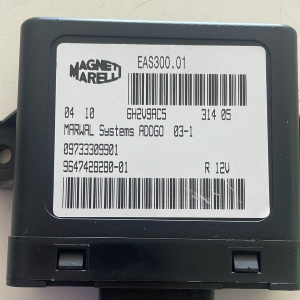 MAGNETI
MARELLI
EAS300.01
04 10 6H2V9AC5 314 05
MARWAL Systems ADOGO 03-1
09733309901
9647428280-01 R 12V